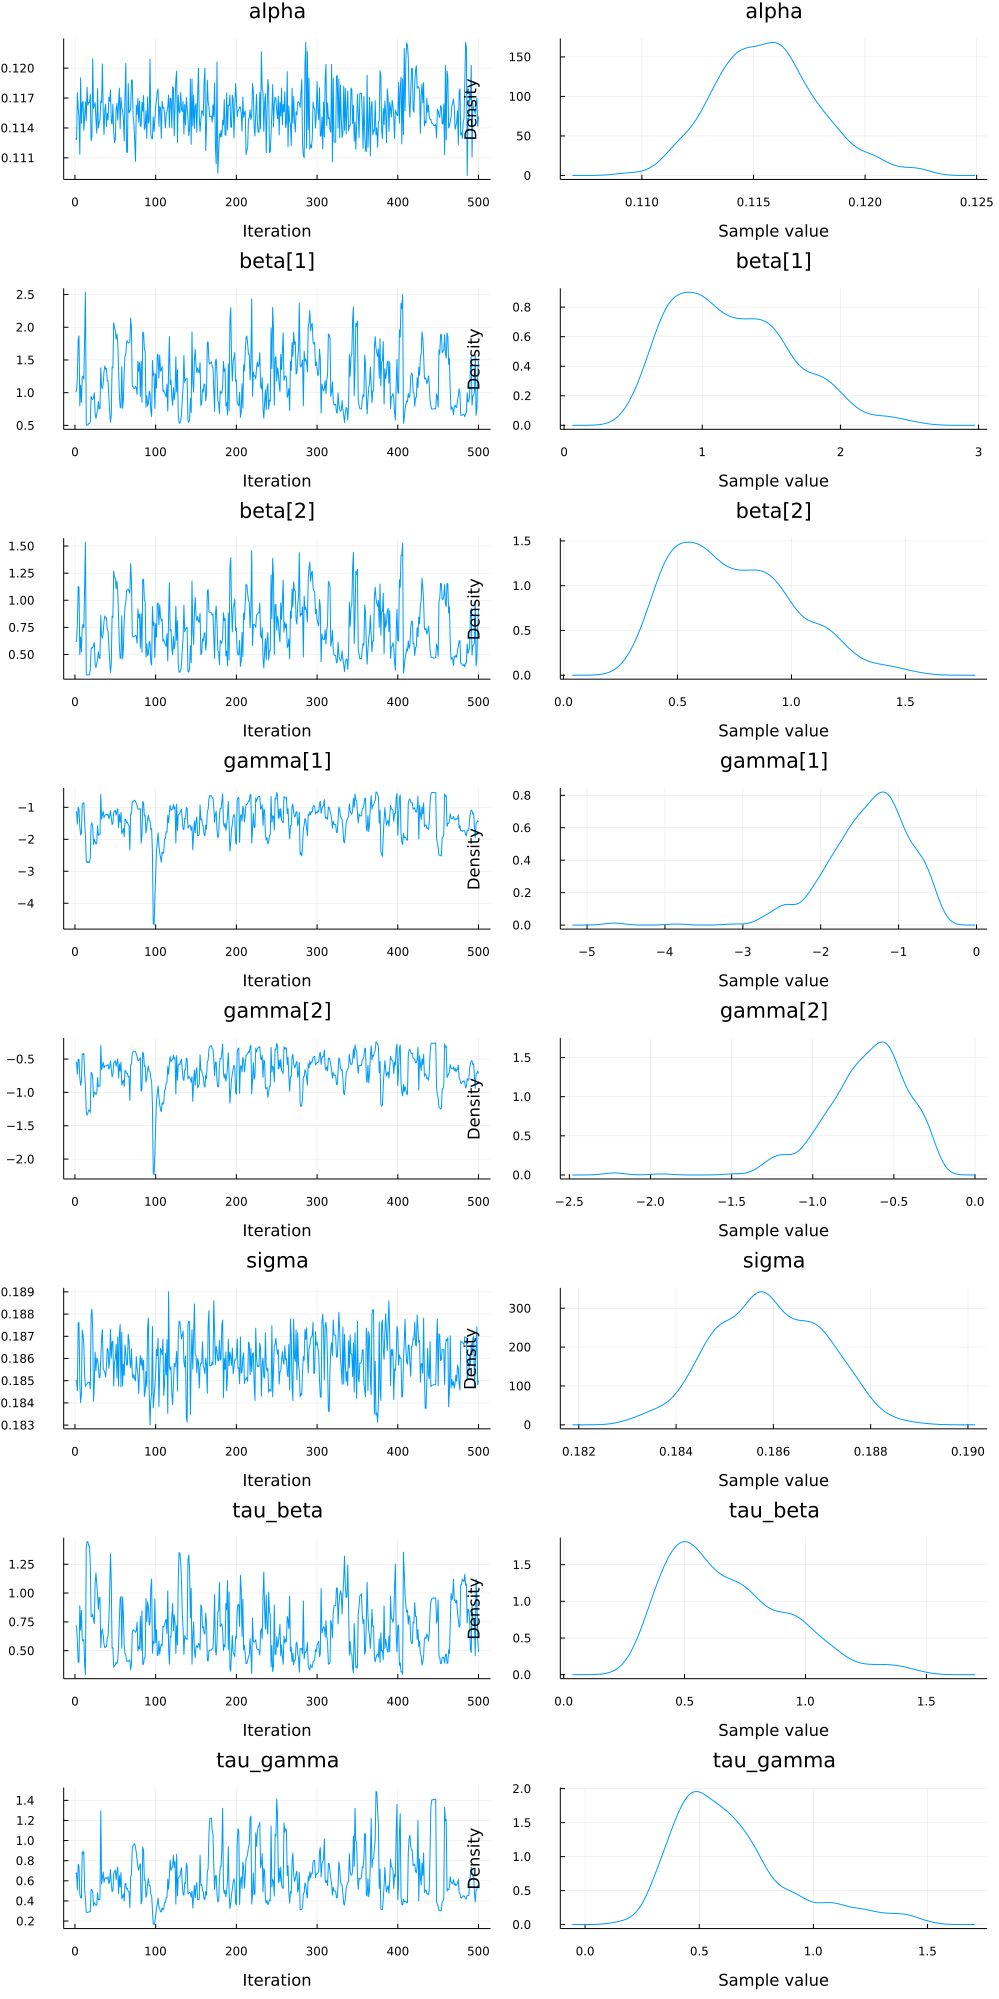 alpha
alpha
0.120
0.117
0.114
0.111
Density
150
100
50
0
0 100 200 300 400 500
0.110 0.115 0.120 0.125
Iteration
Sample value
beta[1]
beta[1]
2.5
2.0
1.5
1.0
0.5
Density
0.8
0.6
0.4
0.2
0.0
0 100 200 300 400 500
0 1 2 3
Iteration
Sample value
beta[2]
beta[2]
1.50
1.25
1.00
0.75
0.50
Density
1.5
1.0
0.5
0.0
0 100 200 300 400 500
0.0 0.5 1.0 1.5
Iteration
Sample value
gamma[1]
gamma[1]
−1
−2
−3
−4
Density
0.8
0.6
0.4
0.2
0.0
0 100 200 300 400 500
−5 −4 −3 −2 −1 0
Iteration
Sample value
gamma[2]
gamma[2]
−0.5
−1.0
−1.5
−2.0
Density
1.5
1.0
0.5
0.0
0 100 200 300 400 500
−2.5 −2.0 −1.5 −1.0 −0.5 0.0
Iteration
Sample value
sigma
sigma
0.189
0.188
0.187
0.186
0.185
0.184
0.183
Density
300
200
100
0
0 100 200 300 400 500
0.182 0.184 0.186 0.188 0.190
Iteration
Sample value
tau_beta
tau_beta
1.25
1.00
0.75
0.50
Density
1.5
1.0
0.5
0.0
0 100 200 300 400 500
0.0 0.5 1.0 1.5
Iteration
Sample value
tau_gamma
tau_gamma
1.4
1.2
1.0
0.8
0.6
0.4
0.2
Density
2.0
1.5
1.0
0.5
0.0
0 100 200 300 400 500
0.0 0.5 1.0 1.5
Iteration
Sample value